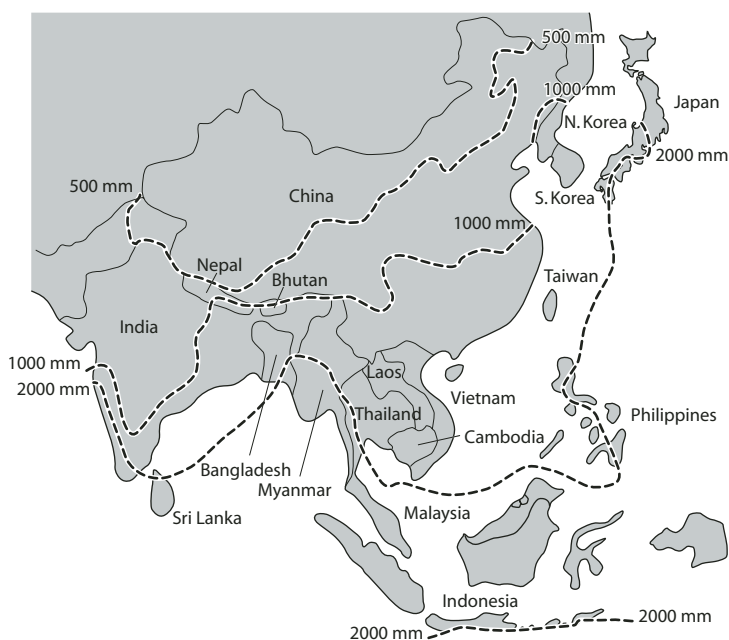 500 mm
1000 mm
Japan
N. Korea
2000 mm
500 mm
China
S. Korea
1000 mm
Nepal
Bhutan
Taiwan
India
1000 mm
2000 mm
Laos
Vietnam
Thailand
Philippines
Cambodia
Bangladesh
Myanmar
Sri Lanka
Malaysia
Indonesia
2000 mm
2000 mm